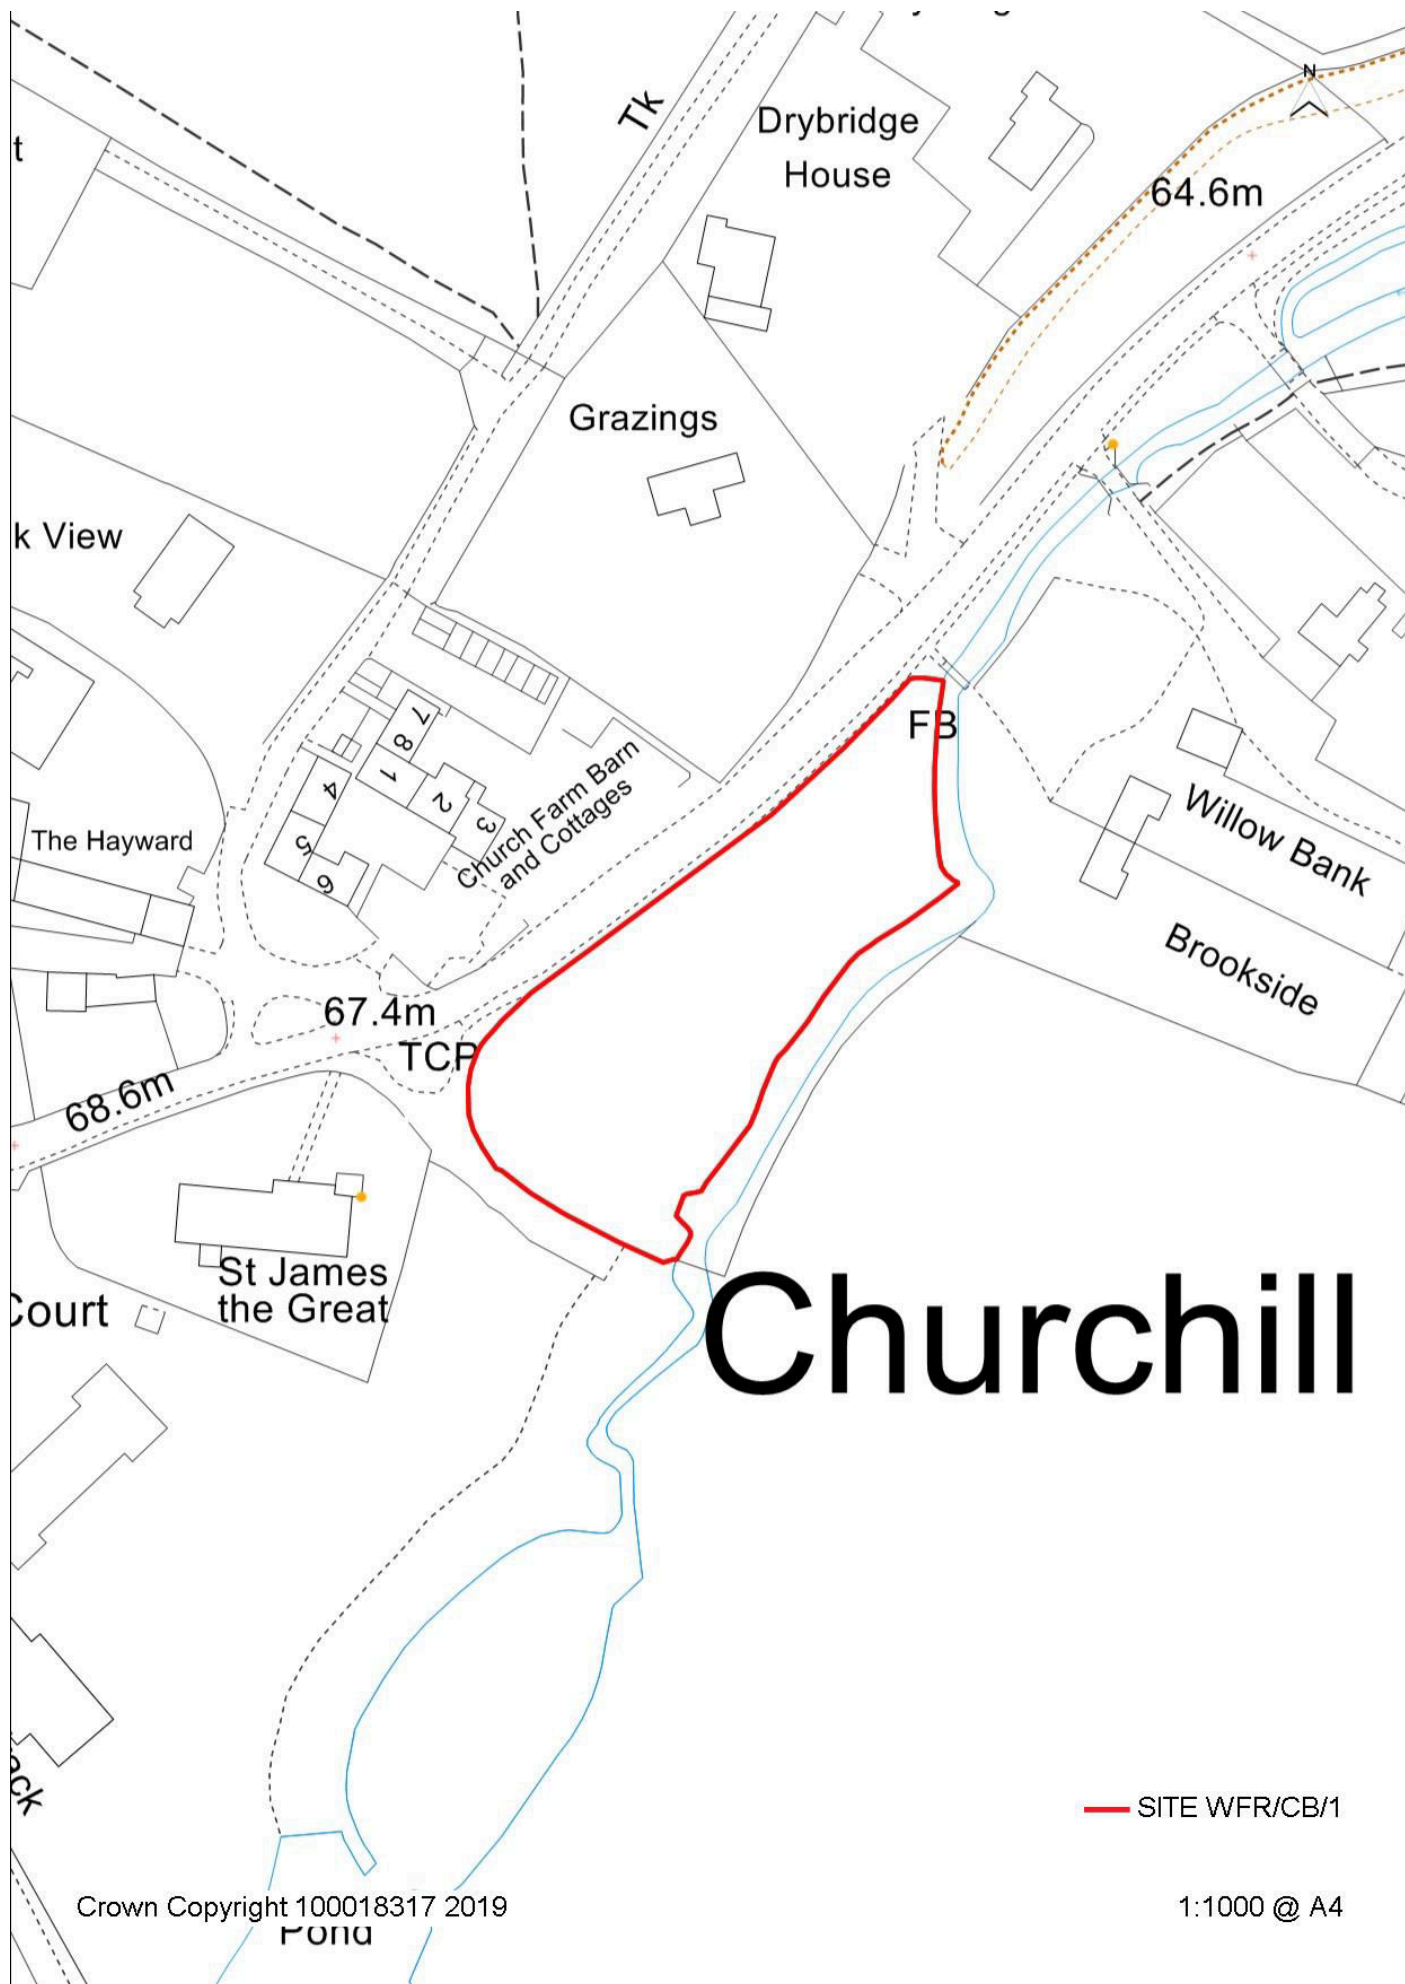 Tk
Drybridge
House
N
t
64.6m
Grazings
k View
7
8
1
2
3
4
5
6
Church Farm Barn
and Cottages
FB
The Hayward
Willow Bank
Brookside
67.4m
TCP
68.6m
St James
the Great
Court
Churchill
ack
SITE WFR/CB/1
Crown Copyright 100018317 2019
1:1000 @ A4
Pond